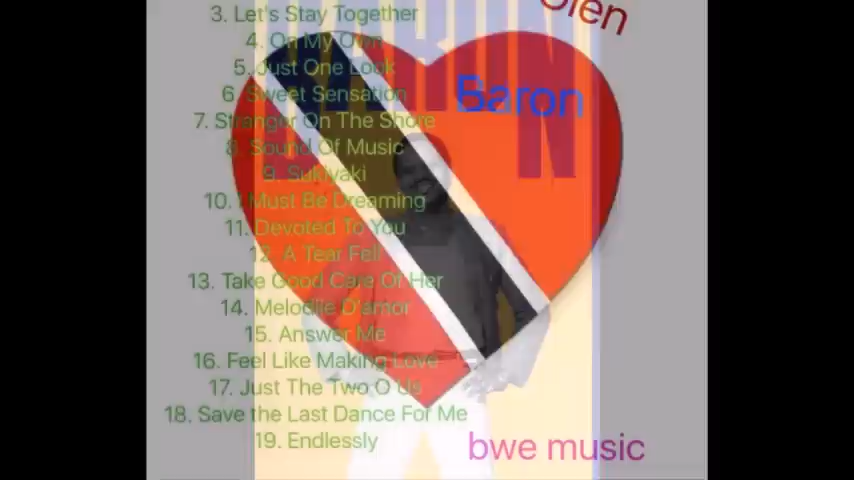 Olen
3. Let's Stay Together
4. On My Own
5. Just One Look
Baron
6. Sweet Sensation
7. Stranger On The Shore
8. Sound Of Music
9. Sukiyaki
10. I Must Be Dreaming
11. Devoted To You
12. A Tear Fell
13. Take Good Care Of Her
14. Melodie D'amor
15. Answer Me
16. Feel Like Making Love
17. Just The Two O Us
18. Save the Last Dance For Me
19. Endlessly
bwe music